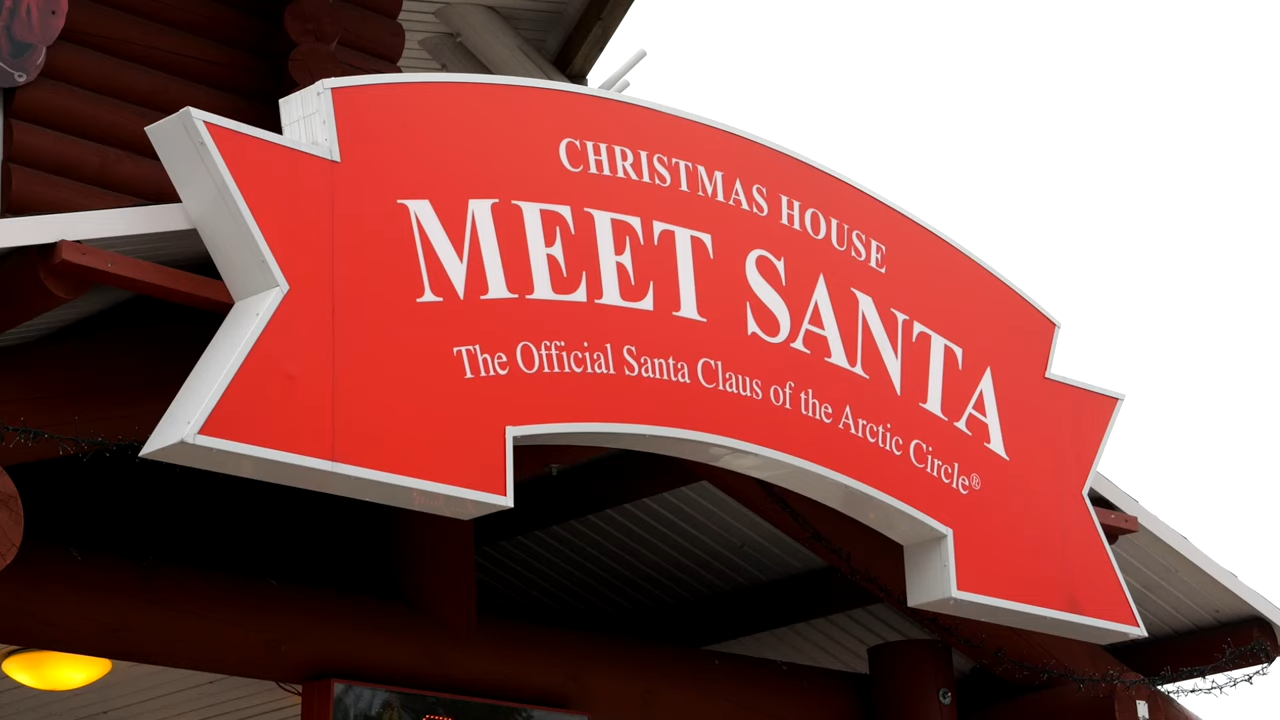 CHRISTMAS HOUSE
MEET SANTA
The Official Santa Claus of the Arctic Circle®